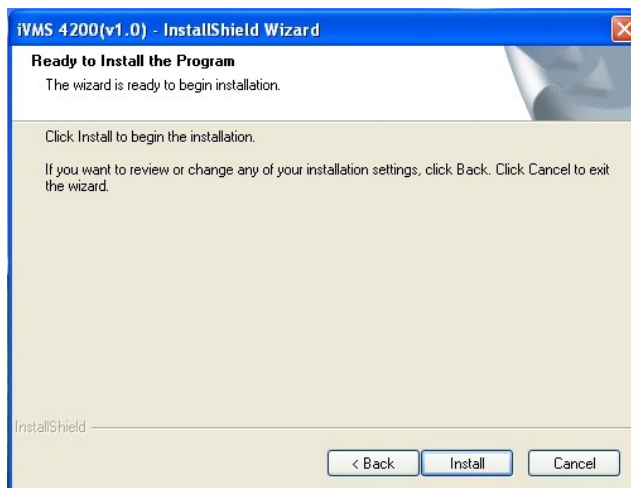 iVMS 4200(v1.0) - InstallShield Wizard
Ready to Install the Program
The wizard is ready to begin installation.
Click Install to begin the installation.
If you want to review or change any of your installation settings, click Back. Click Cancel to exit
the wizard.
InstallShield
< Back Install Cancel